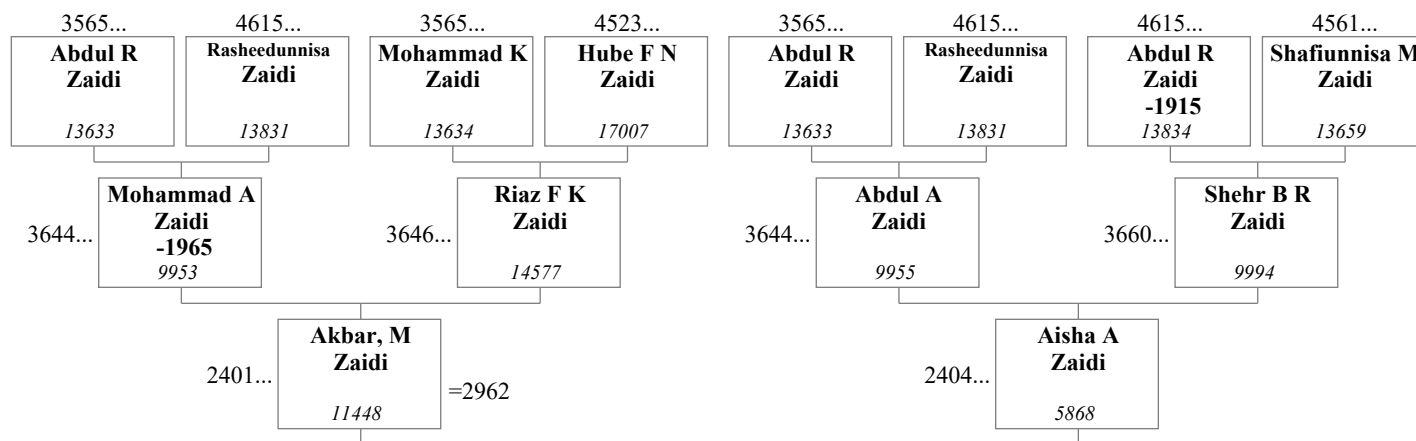 3565... 4615... 3565... 4523... 3565... 4615... 4615... 4561...
Abdul R Zaidi 13633
Rasheedunnisa Zaidi 13831
Mohammad K Zaidi 13634
Hube F N Zaidi 17007
Abdul R Zaidi 13633
Rasheedunnisa Zaidi 13831
Abdul R Zaidi -1915 13834
Shafiunnisa M Zaidi 13659
3644...
Mohammad A Zaidi -1965 9953
3646...
Riaz F K Zaidi 14577
3644...
Abdul A Zaidi 9955
3660...
Shehr B R Zaidi 9994
2401...
Akbar, M Zaidi 11448
=2962
2404...
Aisha A Zaidi 5868